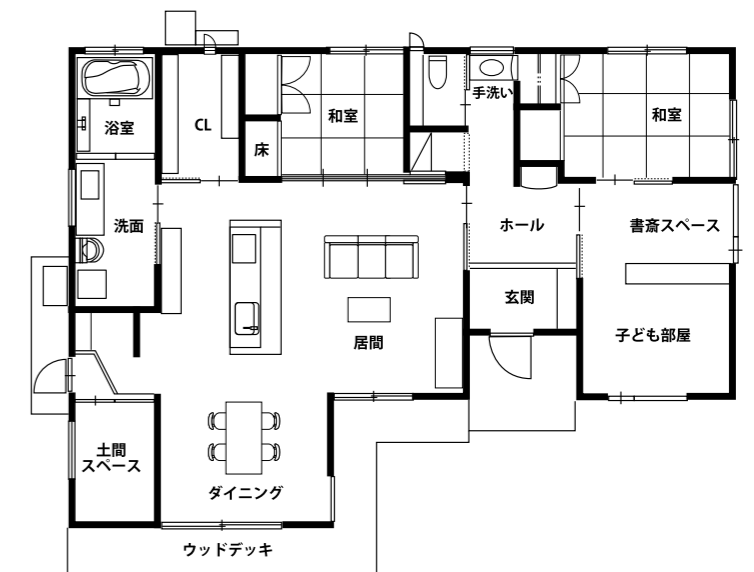 手洗い
浴室
CL
和室
和室
床
洗面
ホール
書斎スペース
玄関
居間
子ども部屋
土間
スペース
ダイニング
ウッドデッキ